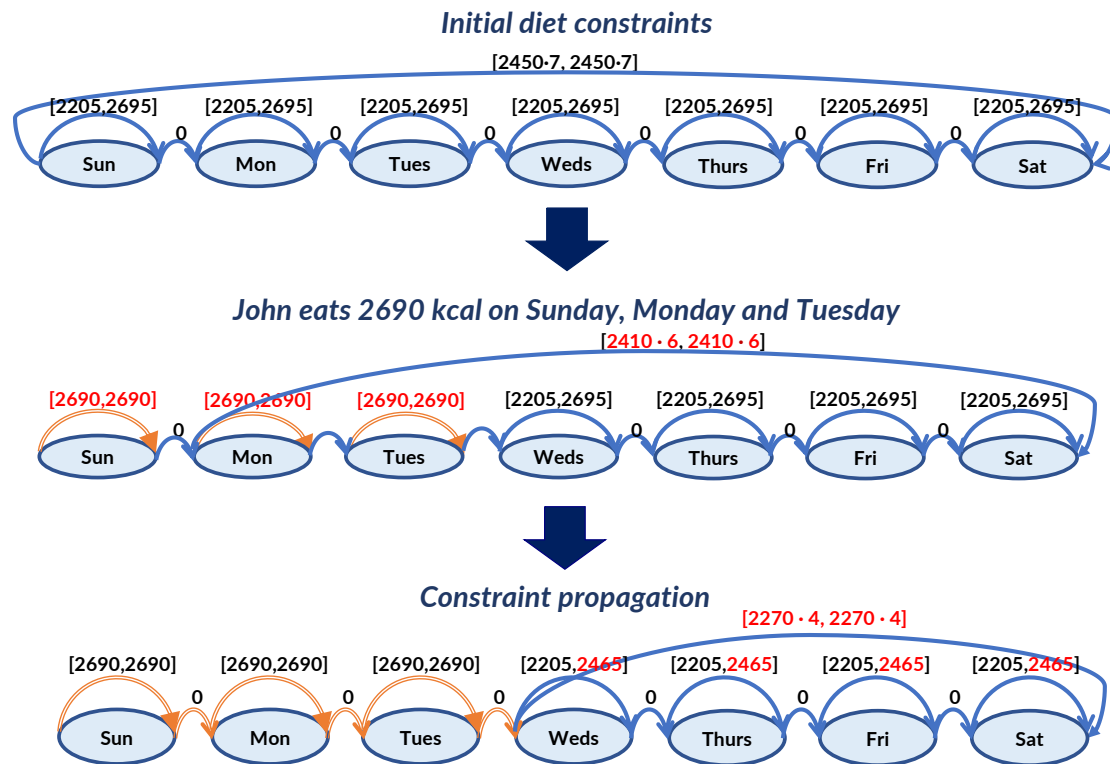 Initial diet constraints
[2450·7, 2450·7]
[2205,2695] [2205,2695] [2205,2695] [2205,2695] [2205,2695] [2205,2695] [2205,2695]
0 0 0 0 0 0
Sun Mon Tues Weds Thurs Fri Sat
John eats 2690 kcal on Sunday, Monday and Tuesday
[2410 · 6, 2410 · 6]
[2690,2690] [2690,2690] [2690,2690] [2205,2695] [2205,2695] [2205,2695] [2205,2695]
0 0 0 0
Sun Mon Tues Weds Thurs Fri Sat
Constraint propagation
[2270 · 4, 2270 · 4]
[2690,2690] [2690,2690] [2690,2690] [2205,2465] [2205,2465] [2205,2465] [2205,2465]
0 0 0 0 0 0
Sun Mon Tues Weds Thurs Fri Sat